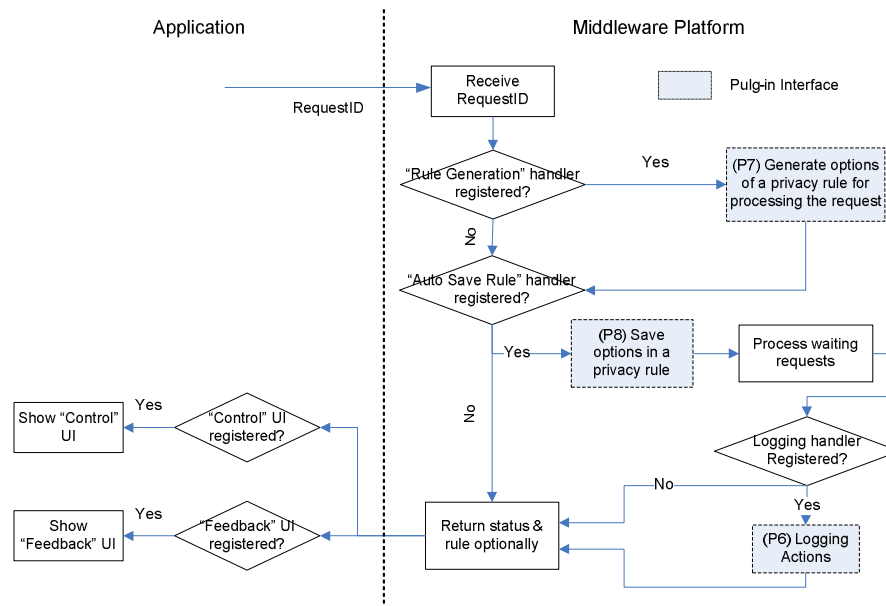 Application
Middleware Platform
Receive
RequestID
Pulg-in Interface
RequestID
“Rule Generation” handler
registered?
Yes
(P7) Generate options
of a privacy rule for
processing the request
No
“Auto Save Rule” handler
registered?
Yes
(P8) Save
options in a
privacy rule
Process waiting
requests
No
Show “Control”
UI
Yes
“Control” UI
registered?
Logging handler
Registered?
No
Yes
Show
“Feedback” UI
Yes
“Feedback” UI
registered?
Return status &
rule optionally
(P6) Logging
Actions